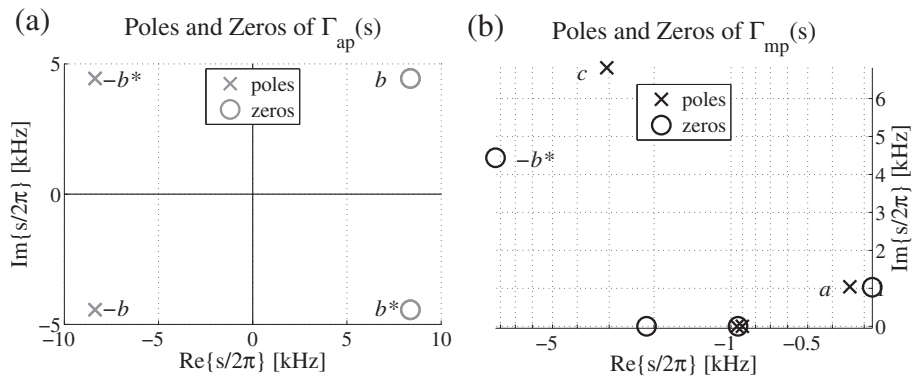 (a)
Poles and Zeros of Γap(s)
5
0
−5
Im{s/2π} [kHz]
−b*
b
poles
zeros
−b
b*
−10
−5
0
5
10
Re{s/2π} [kHz]
(b)
Poles and Zeros of Γmp(s)
c
poles
zeros
−b*
a
6
5
4
3
2
1
0
Im{s/2π} [kHz]
−5
−1
−0.5
Re{s/2π} [kHz]